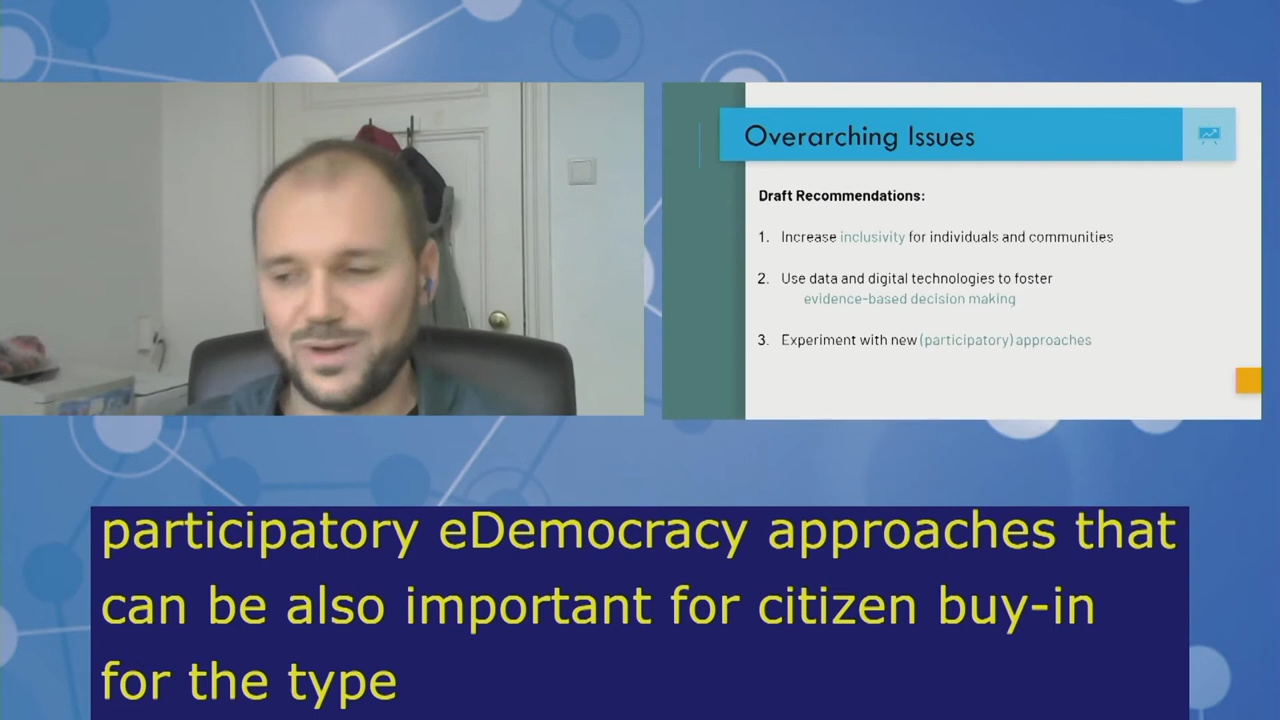 Overarching Issues
Draft Recommendations:
1. Increase inclusivity for individuals and communities
2. Use data and digital technologies to foster
evidence-based decision making
3. Experiment with new (participatory) approaches
participatory eDemocracy approaches that
can be also important for citizen buy-in
for the type